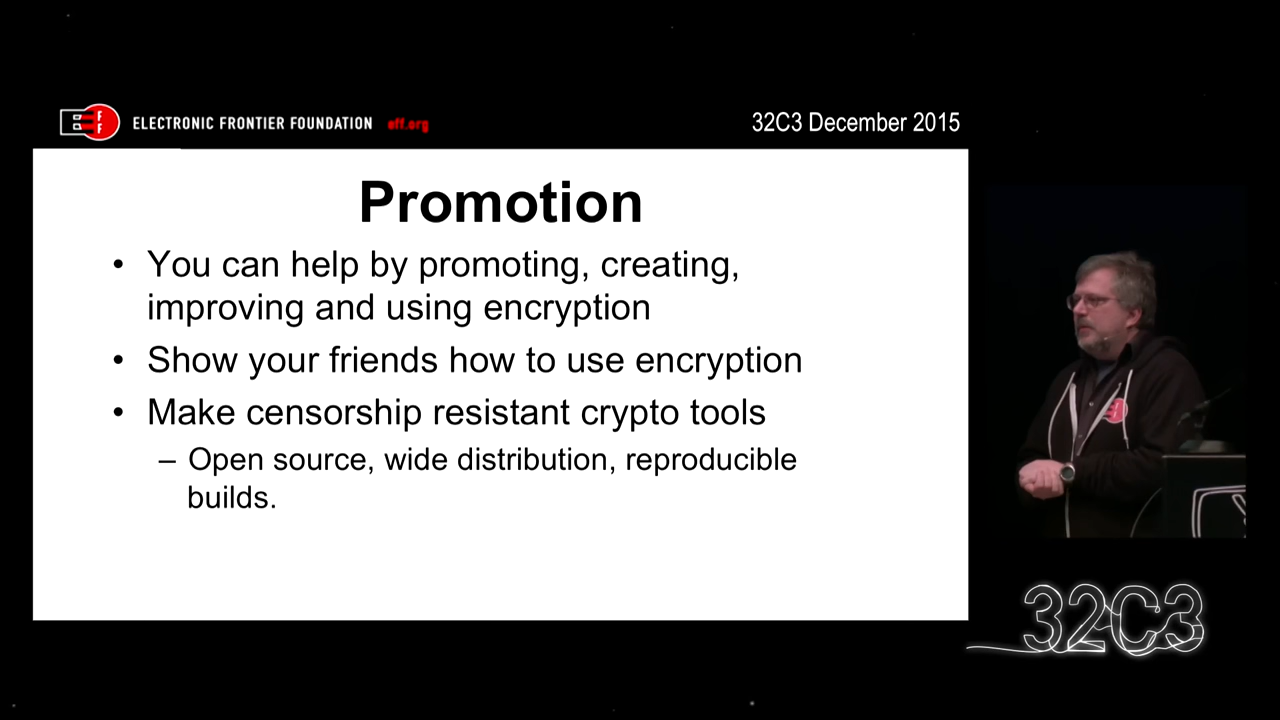 ELECTRONIC FRONTIER FOUNDATION eff.org
32C3 December 2015
Promotion
• You can help by promoting, creating,
improving and using encryption
• Show your friends how to use encryption
• Make censorship resistant crypto tools
– Open source, wide distribution, reproducible
builds.
32C3